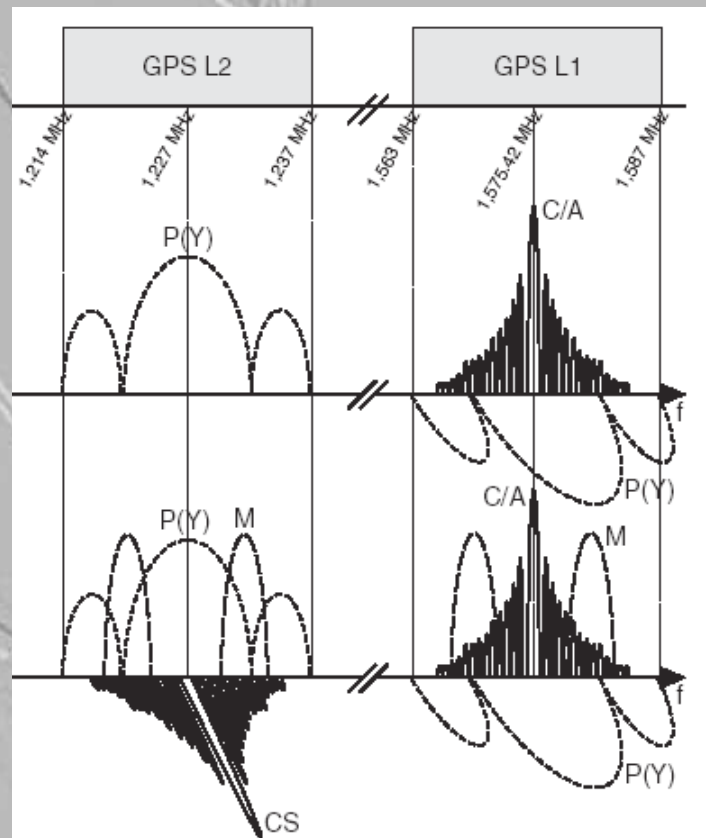 GPS L2
GPS L1
1,214 MHz
1,227 MHz
1,237 MHz
1,563 MHz
1,575.42 MHz
1,587 MHz
P(Y)
C/A
f
P(Y)
P(Y)
M
C/A
M
f
P(Y)
CS